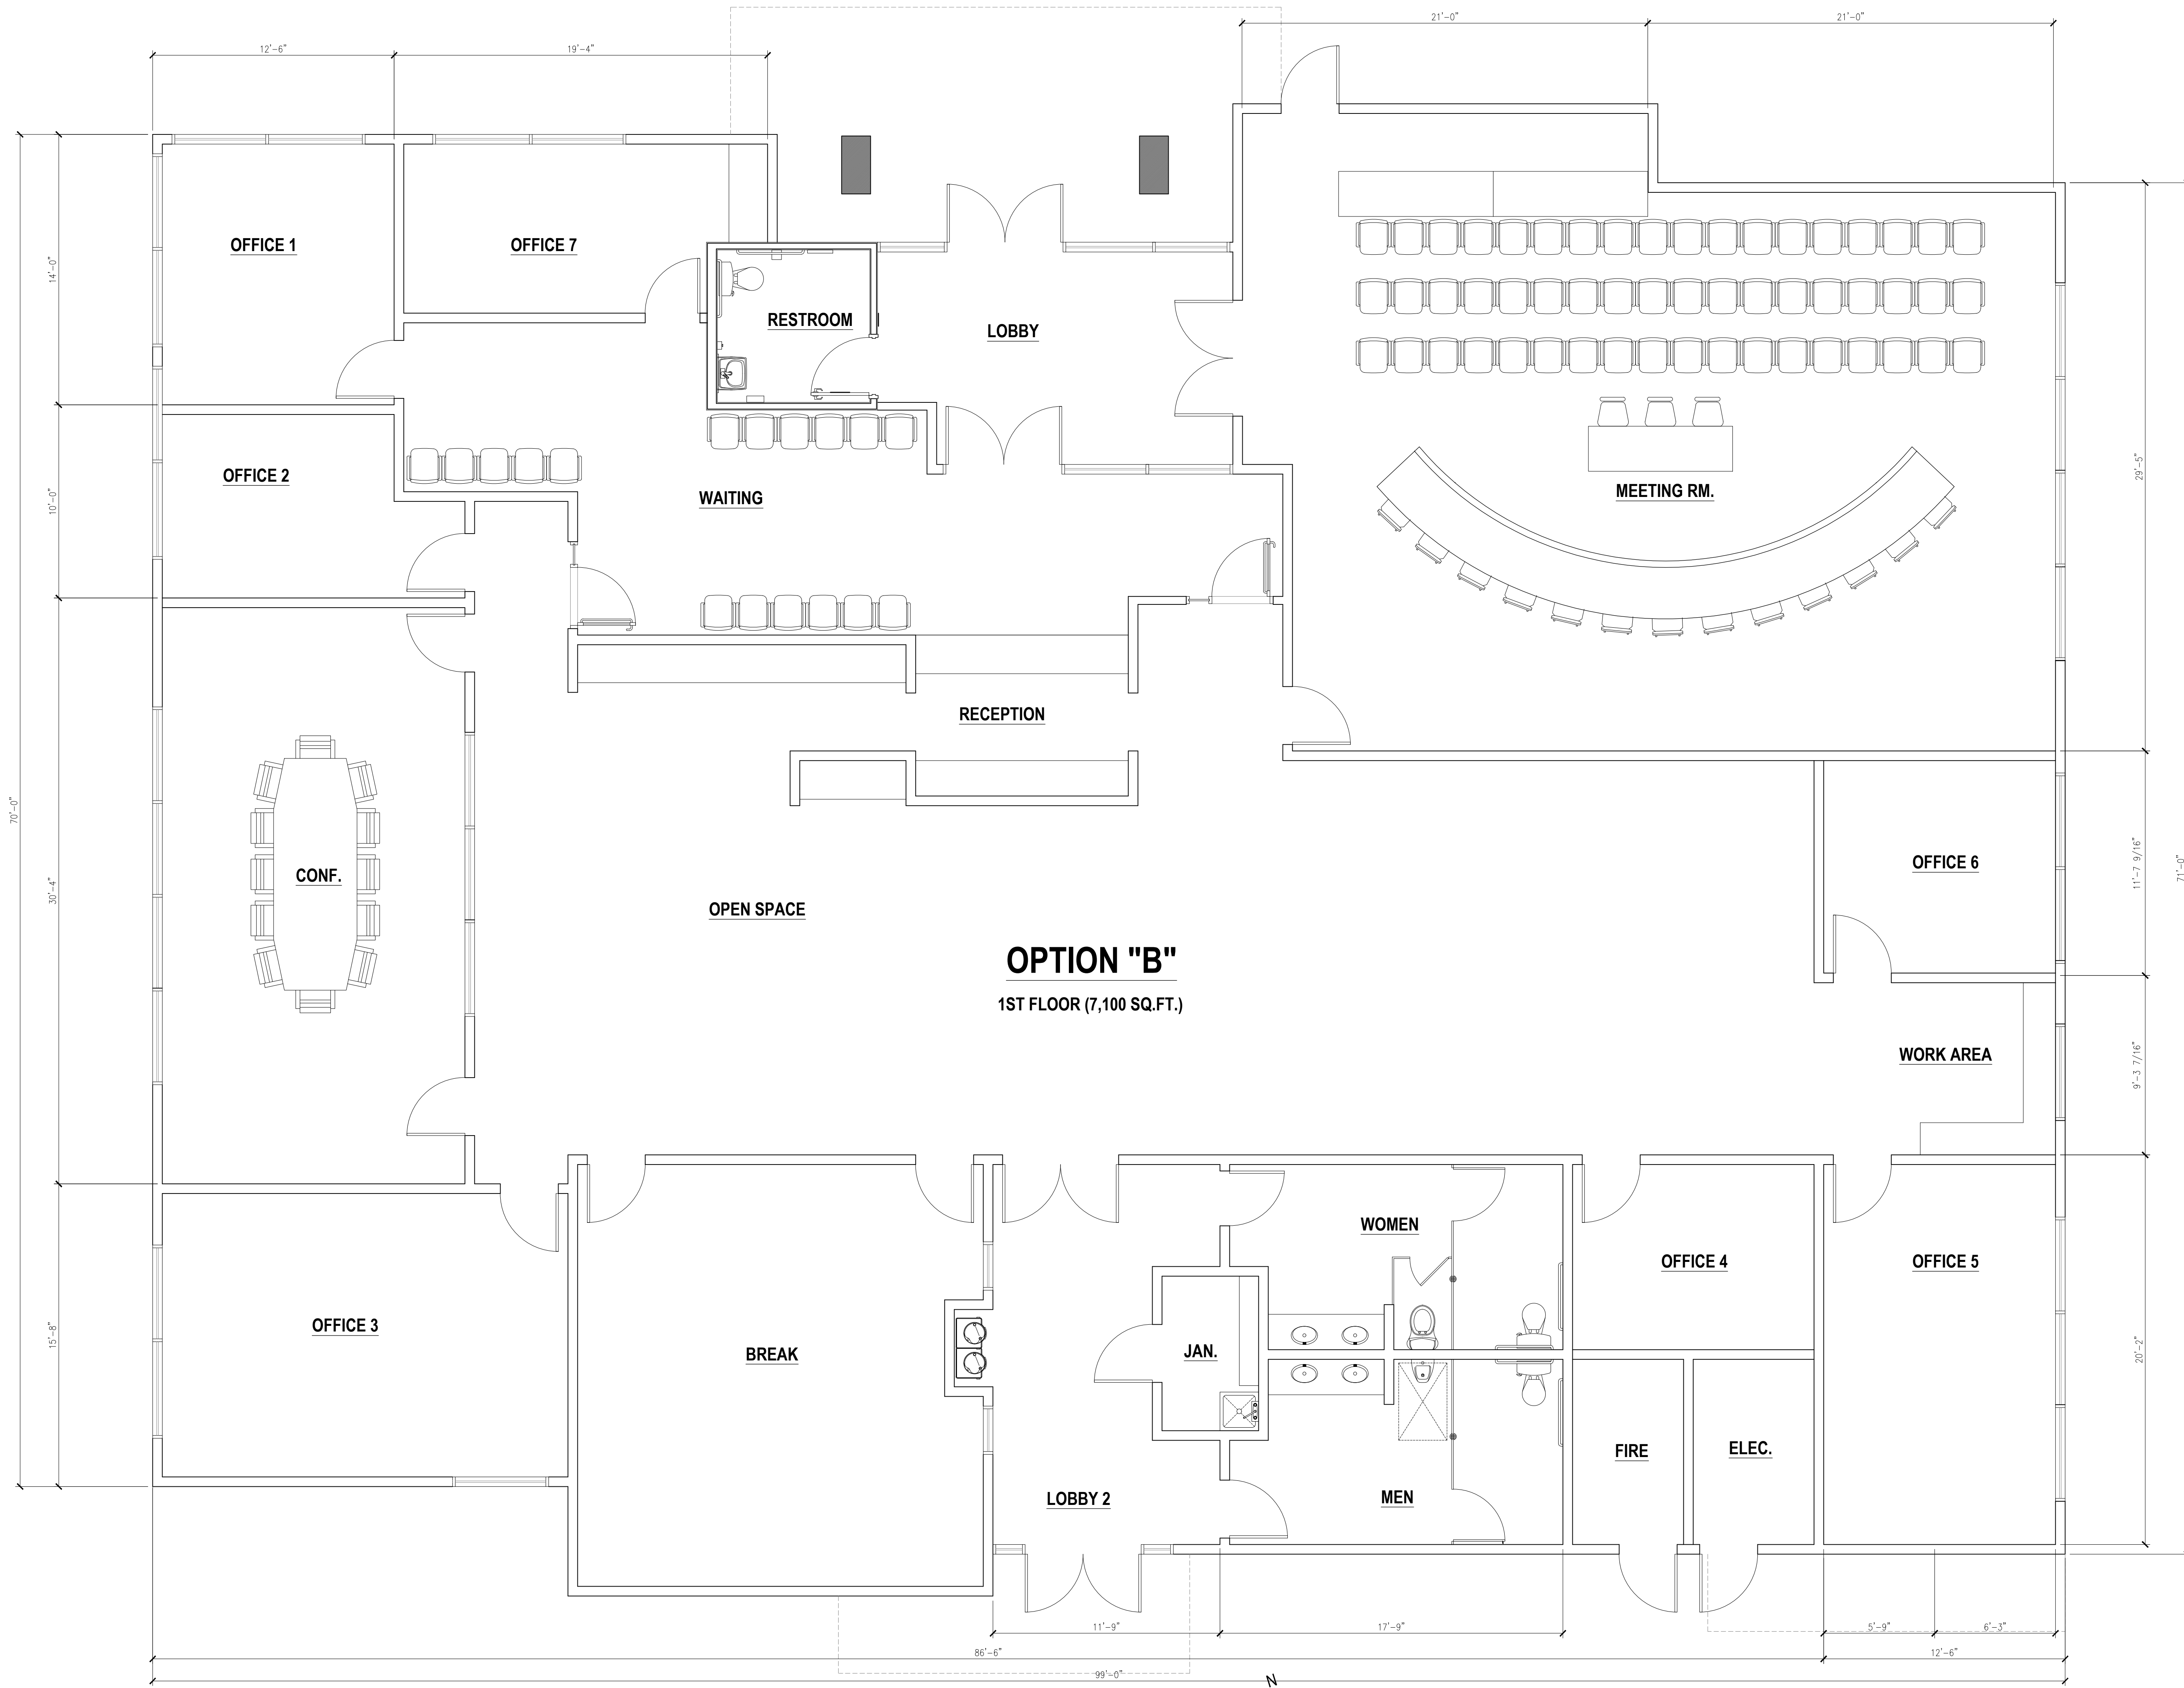 21'-0"
21'-0"
12'-6"
19'-4"
OFFICE 1
OFFICE 7
14'-0"
RESTROOM
LOBBY
OFFICE 2
10'-0"
WAITING
MEETING RM.
29'-5"
RECEPTION
70'-0"
CONF.
30'-4"
OPEN SPACE
OFFICE 6
11'-7 9/16"
71'-0"
OPTION "B"
1ST FLOOR (7,100 SQ.FT.)
WORK AREA
9'-3 7/16"
WOMEN
OFFICE 4
OFFICE 5
OFFICE 3
15'-8"
BREAK
JAN.
20'-2"
FIRE
ELEC.
LOBBY 2
MEN
11'-9"
17'-9"
5'-9"
6'-3"
86'-6"
12'-6"
99'-0"
N